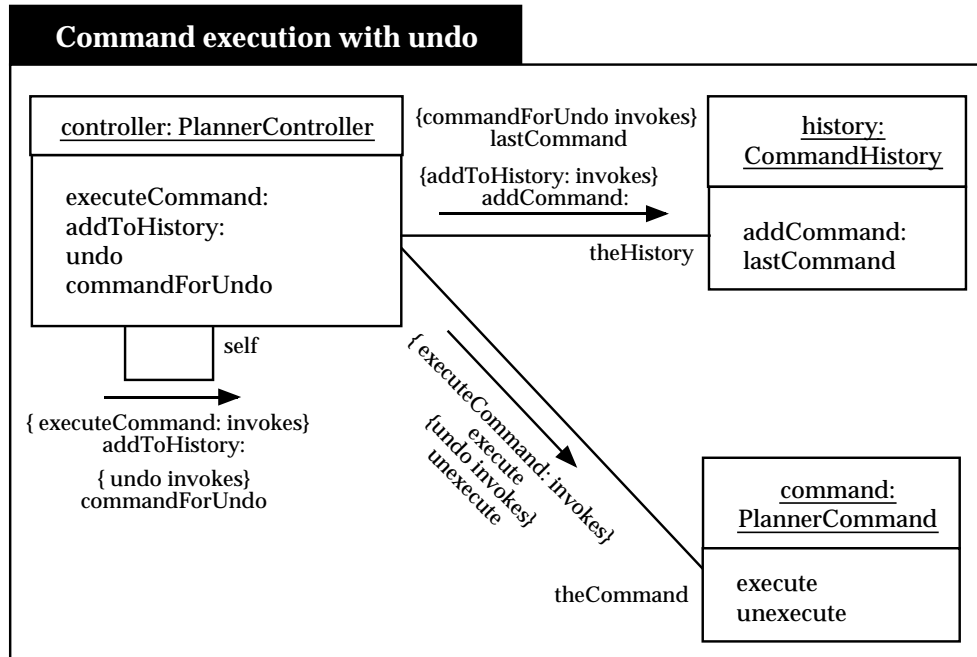 Command execution with undo
controller: PlannerController
executeCommand:
addToHistory:
undo
commandForUndo
{commandForUndo invokes}
lastCommand
{addToHistory: invokes}
addCommand:
theHistory
history:
CommandHistory
addCommand:
lastCommand
self
{ executeCommand: invokes}
addToHistory:
{ undo invokes}
commandForUndo
{ executeCommand: invokes}
execute
{undo invokes}
unexecute
theCommand
command:
PlannerCommand
execute
unexecute